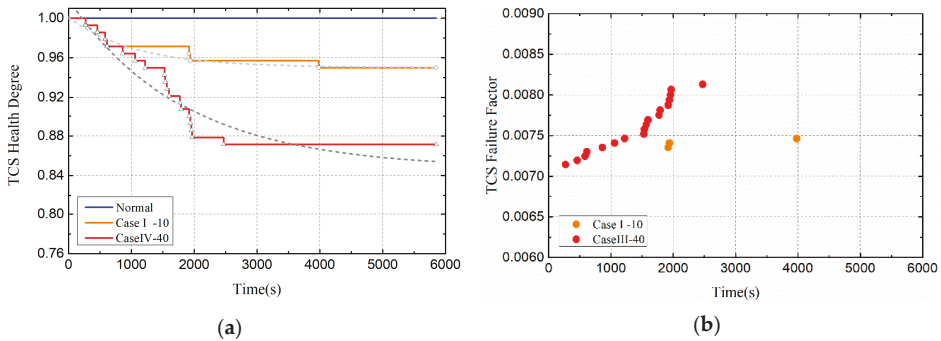 (a)
TCS Health Degree
1.00
0.96
0.92
0.88
0.84
0.80
0.76
Normal
Case I -10
CaseIV-40
0
1000
2000
3000
4000
5000
6000
Time(s)
(a)
(b)
TCS Failure Factor
0.0090
0.0085
0.0080
0.0075
0.0070
0.0065
0.0060
Case I -10
CaseIII-40
0
1000
2000
3000
4000
5000
6000
Time(s)
(b)